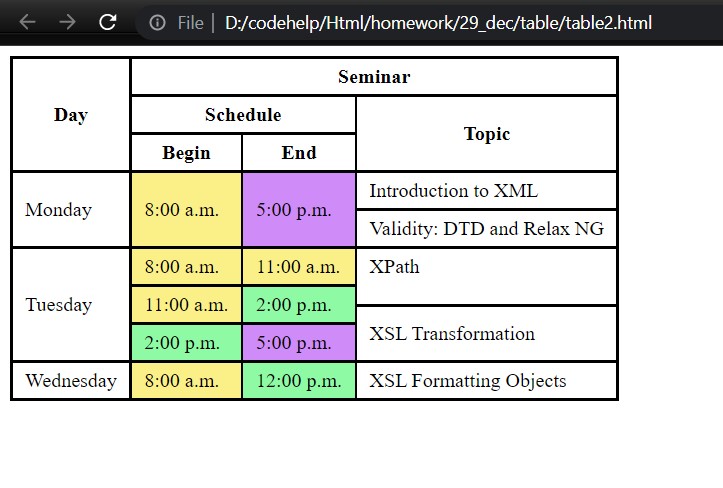 File | D:/codehelp/Html/homework/29_dec/table/table2.html
Seminar
Day
Schedule
Topic
Begin End
Monday 8:00 a.m. 5:00 p.m. Introduction to XML
Validity: DTD and Relax NG
Tuesday 8:00 a.m. 11:00 a.m. XPath
11:00 a.m. 2:00 p.m.
2:00 p.m. 5:00 p.m. XSL Transformation
Wednesday 8:00 a.m. 12:00 p.m. XSL Formatting Objects